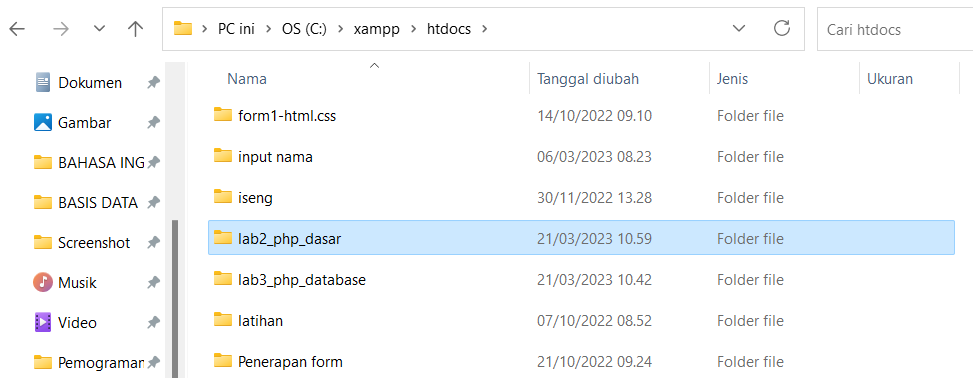 PC ini > OS (C:) > xampp > htdocs > Cari htdocs
Nama Tanggal diubah Jenis Ukuran
Dokumen
Gambar
BAHASA ING
BASIS DATA
Screenshot
Musik
Video
Pemograman
form1-html.css 14/10/2022 09.10 Folder file
input nama 06/03/2023 08.23 Folder file
iseng 30/11/2022 13.28 Folder file
lab2_php_dasar 21/03/2023 10.59 Folder file
lab3_php_database 21/03/2023 10.42 Folder file
latihan 07/10/2022 08.52 Folder file
Penerapan form 21/10/2022 09.24 Folder file